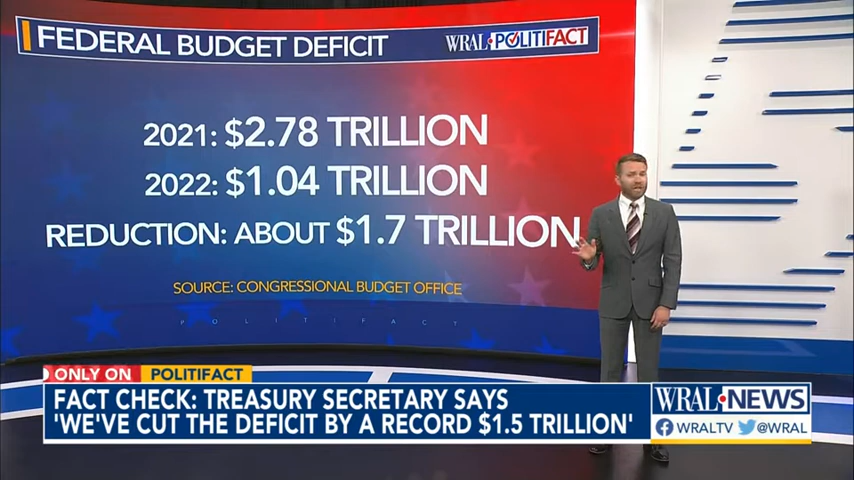 FEDERAL BUDGET DEFICIT
WRAL POLITIFACT
2021: $2.78 TRILLION
2022: $1.04 TRILLION
REDUCTION: ABOUT $1.7 TRILLION
SOURCE: CONGRESSIONAL BUDGET OFFICE
POLITIFACT
ONLY ON POLITIFACT
FACT CHECK: TREASURY SECRETARY SAYS
'WE'VE CUT THE DEFICIT BY A RECORD $1.5 TRILLION'
WRAL NEWS
WRALTV @WRAL